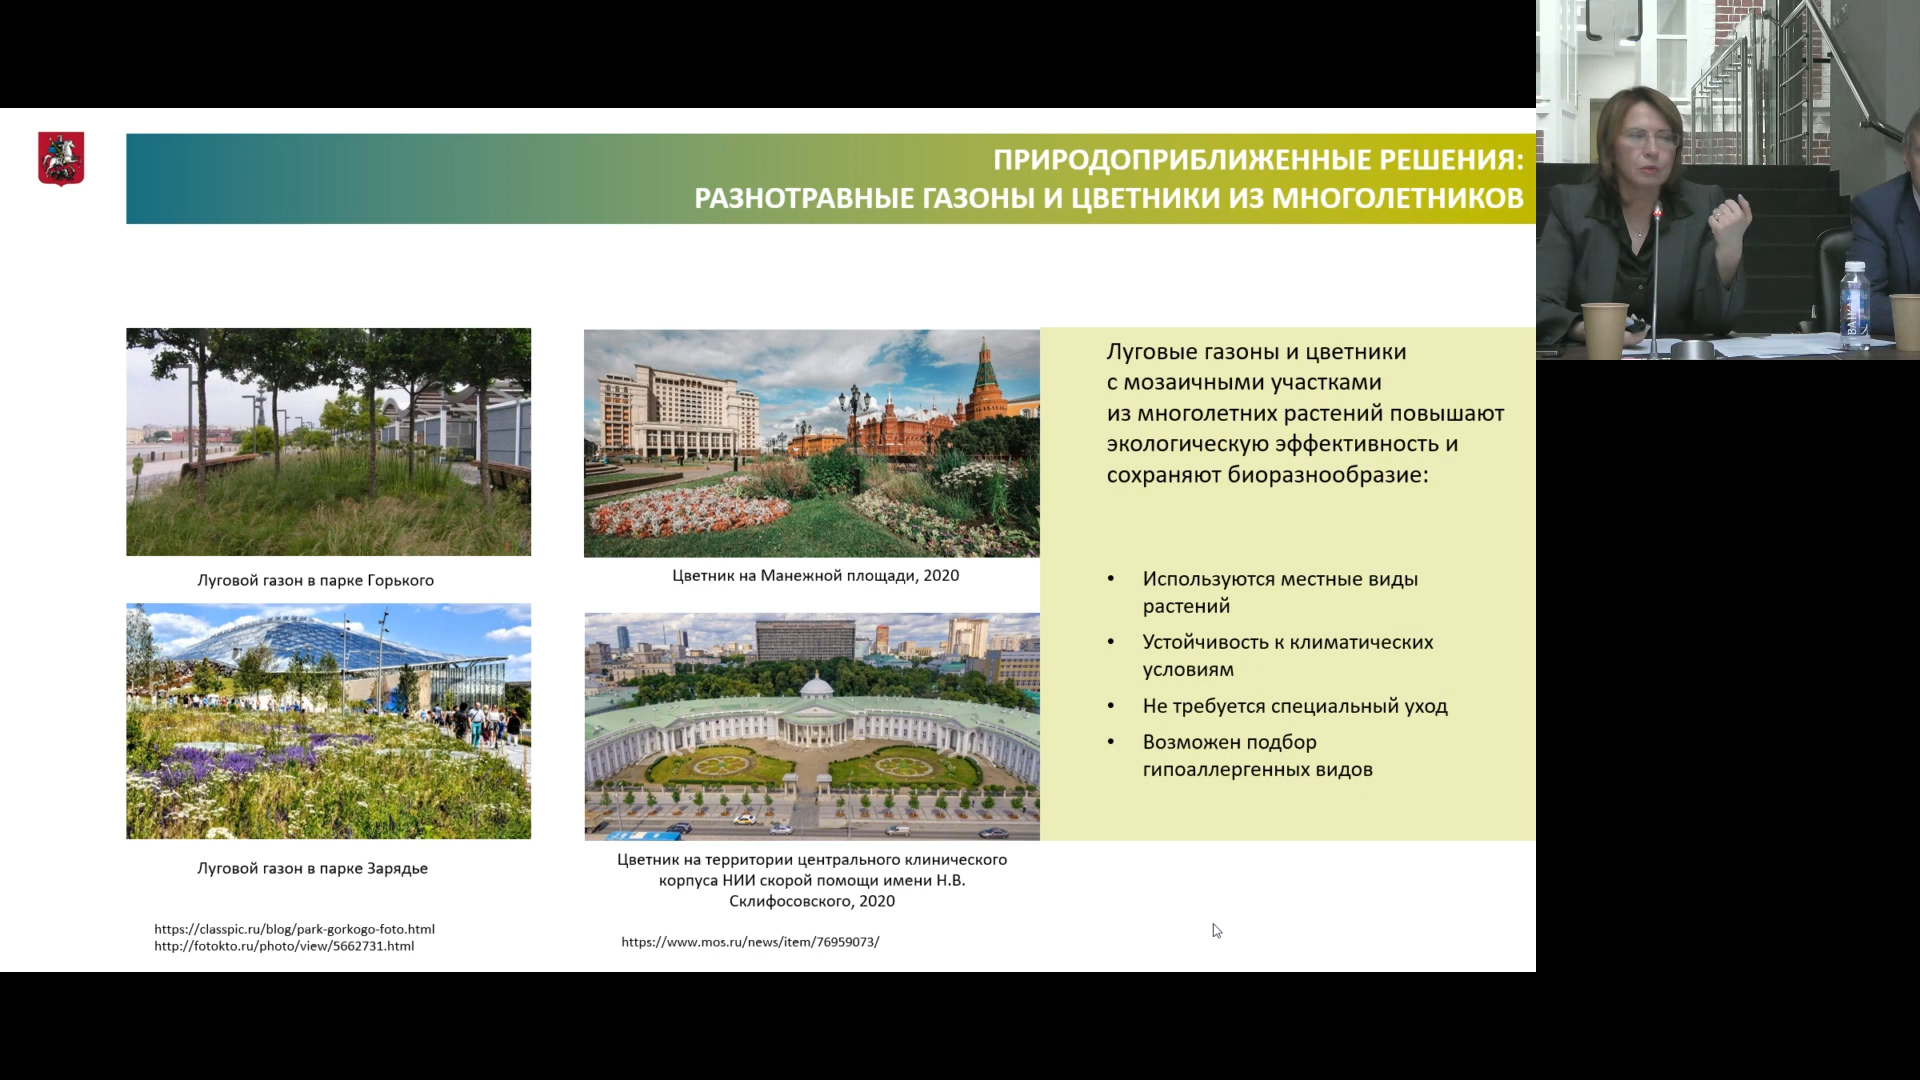 ПРИРОДОПРИБЛИЖЕННЫЕ РЕШЕНИЯ:
РАЗНОТРАВНЫЕ ГАЗОНЫ И ЦВЕТНИКИ ИЗ МНОГОЛЕТНИКОВ
Луговой газон в парке Горького
Луговой газон в парке Зарядье
https://classpic.ru/blog/park-gorkogo-foto.html
http://fotokto.ru/photo/view/5662731.html
Цветник на Манежной площади, 2020
Цветник на территории центрального клинического
корпуса НИИ скорой помощи имени Н.В.
Склифосовского, 2020
https://www.mos.ru/news/item/76959073/
Луговые газоны и цветники
с мозаичными участками
из многолетних растений повышают
экологическую эффективность и
сохраняют биоразнообразие:
• Используются местные виды
растений
• Устойчивость к климатических
условиям
• Не требуется специальный уход
• Возможен подбор
гипоаллергенных видов